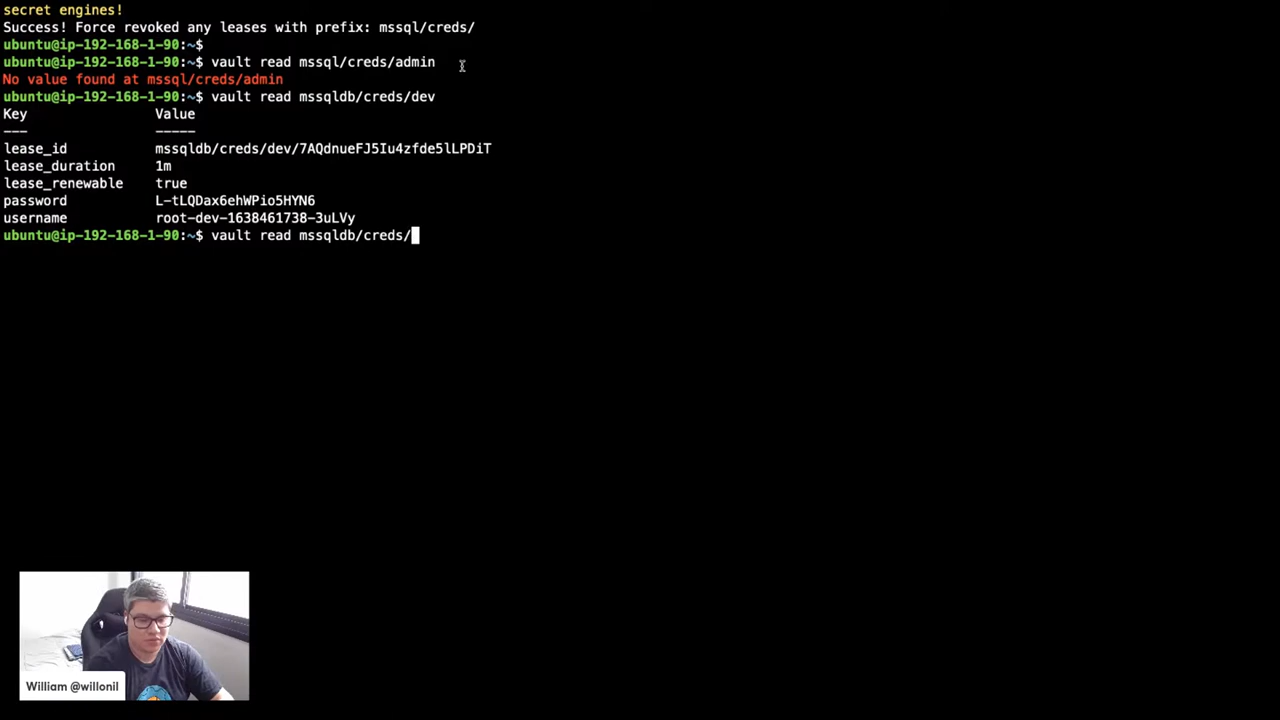 secret engines!
Success! Force revoked any leases with prefix: mssql/creds/
ubuntu@ip-192-168-1-90:~$
ubuntu@ip-192-168-1-90:~$ vault read mssql/creds/admin
No value found at mssql/creds/admin
ubuntu@ip-192-168-1-90:~$ vault read mssqldb/creds/dev
Key Value
--- -----
lease_id mssqldb/creds/dev/7AQdnueFJ5Iu4zfde5lLPDiT
lease_duration 1m
lease_renewable true
password L-tLQDax6ehWPio5HYN6
username root-dev-1638461738-3uLVy
ubuntu@ip-192-168-1-90:~$ vault read mssqldb/creds/
William @willonil